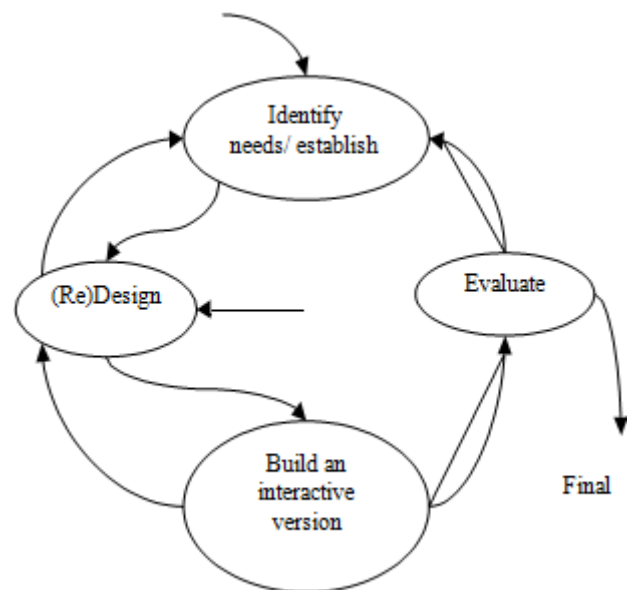 Identify
needs/ establish
(Re)Design
Evaluate
Build an
interactive
version
Final